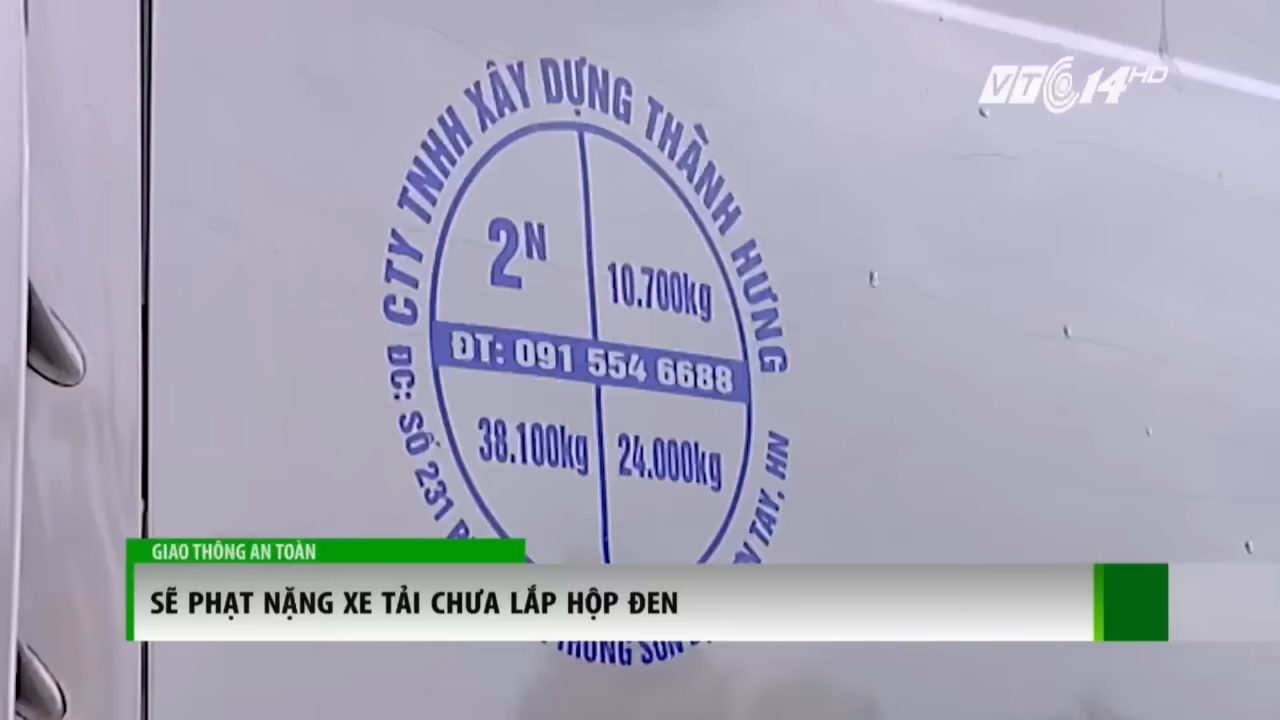 VTC14 HD
CTY TNHH XÂY DỰNG THÀNH HƯNG
2N
10.700kg
ĐT: 091 554 6688
38.100kg
24.000kg
ĐC: SỐ 231
TAY, HN
GIAO THÔNG AN TOÀN
SẼ PHẠT NẶNG XE TẢI CHƯA LẮP HỘP ĐEN